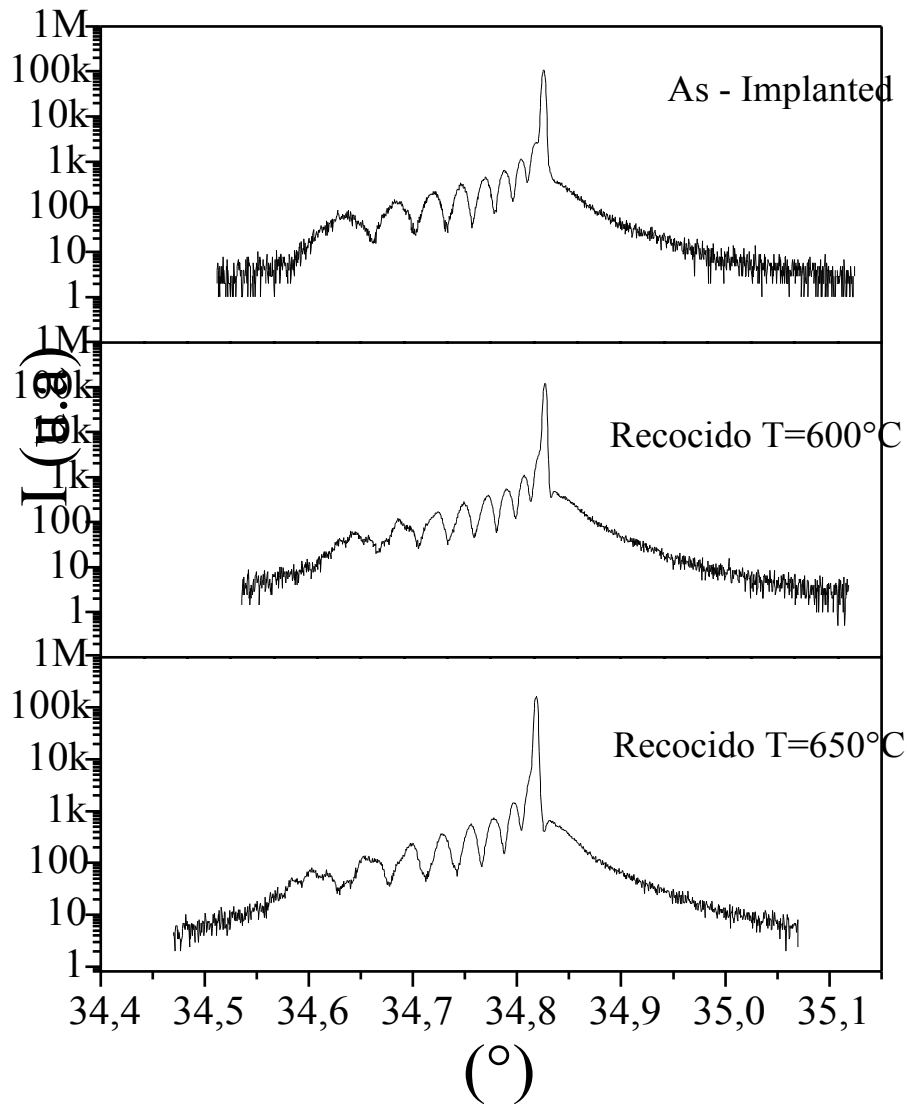 1M
100k
10k
1k
100
10
1
As - Implanted
1M
100k
10k
1k
100
10
1
Recocido T=600°C
I (u.a)
1M
100k
10k
1k
100
10
1
Recocido T=650°C
34,4 34,5 34,6 34,7 34,8 34,9 35,0 35,1
(°)